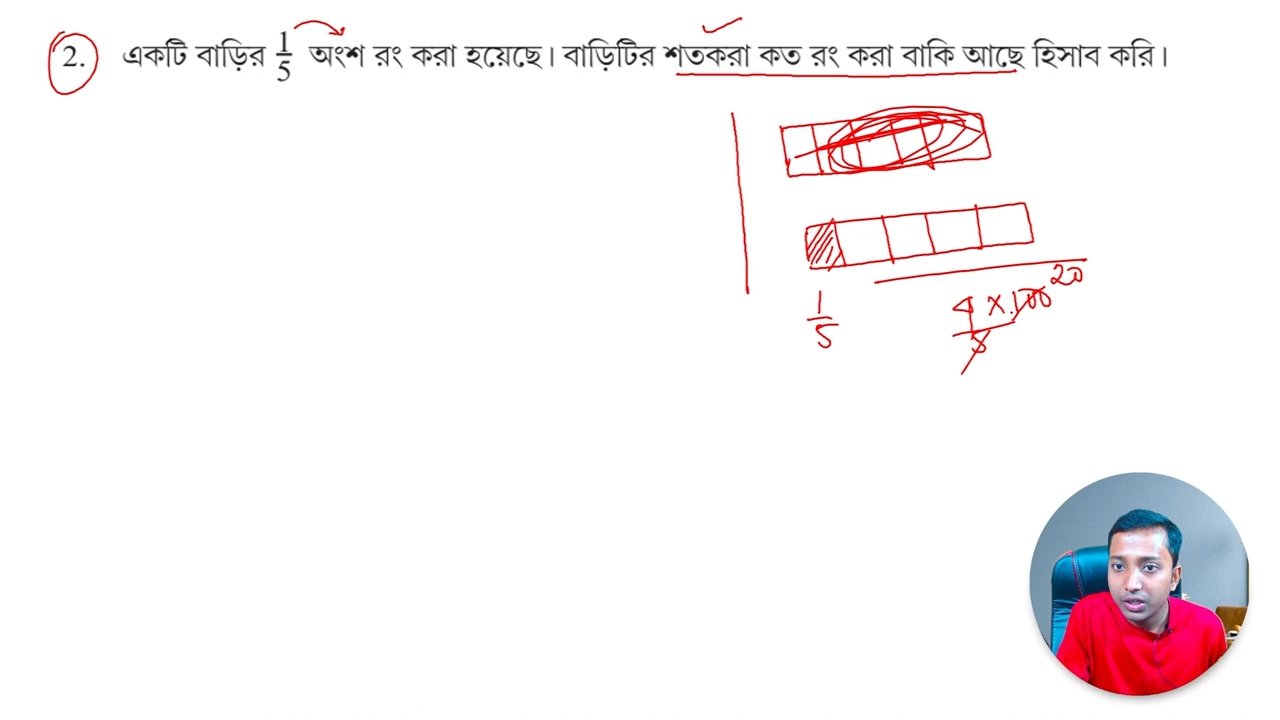 2. একটি বাড়ির 1/5 অংশ রং করা হয়েছে। বাড়িটির শতকরা কত রং করা বাকি আছে হিসাব করি।
1/5
4/5 × 100 20